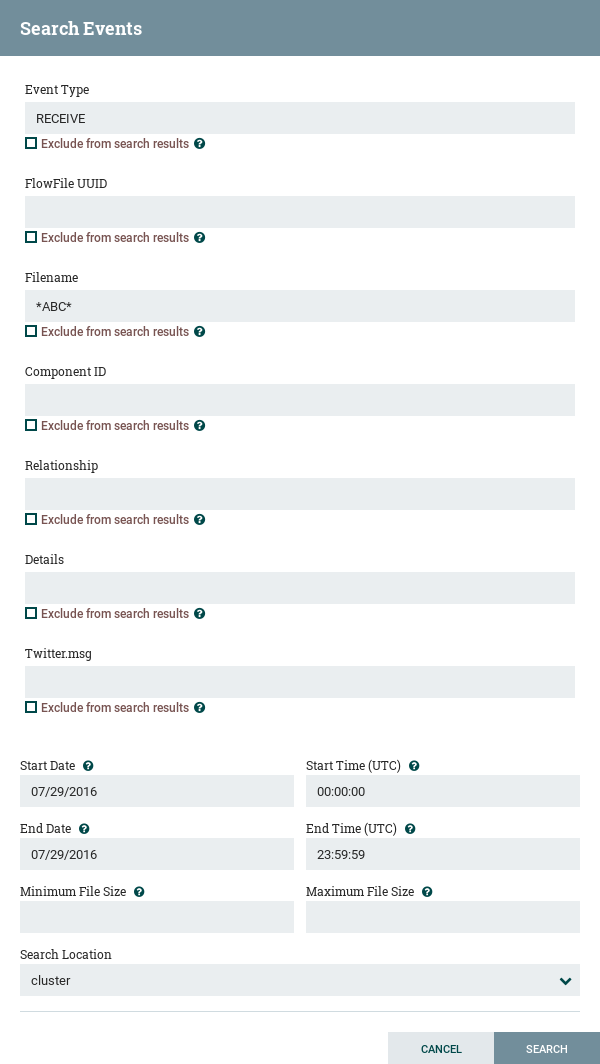 Search Events
Event Type
RECEIVE
Exclude from search results ?
FlowFile UUID
Exclude from search results ?
Filename
*ABC*
Exclude from search results ?
Component ID
Exclude from search results ?
Relationship
Exclude from search results ?
Details
Exclude from search results ?
Twitter.msg
Exclude from search results ?
Start Date ? Start Time (UTC) ?
07/29/2016 00:00:00
End Date ? End Time (UTC) ?
07/29/2016 23:59:59
Minimum File Size ? Maximum File Size ?
Search Location
cluster
CANCEL SEARCH